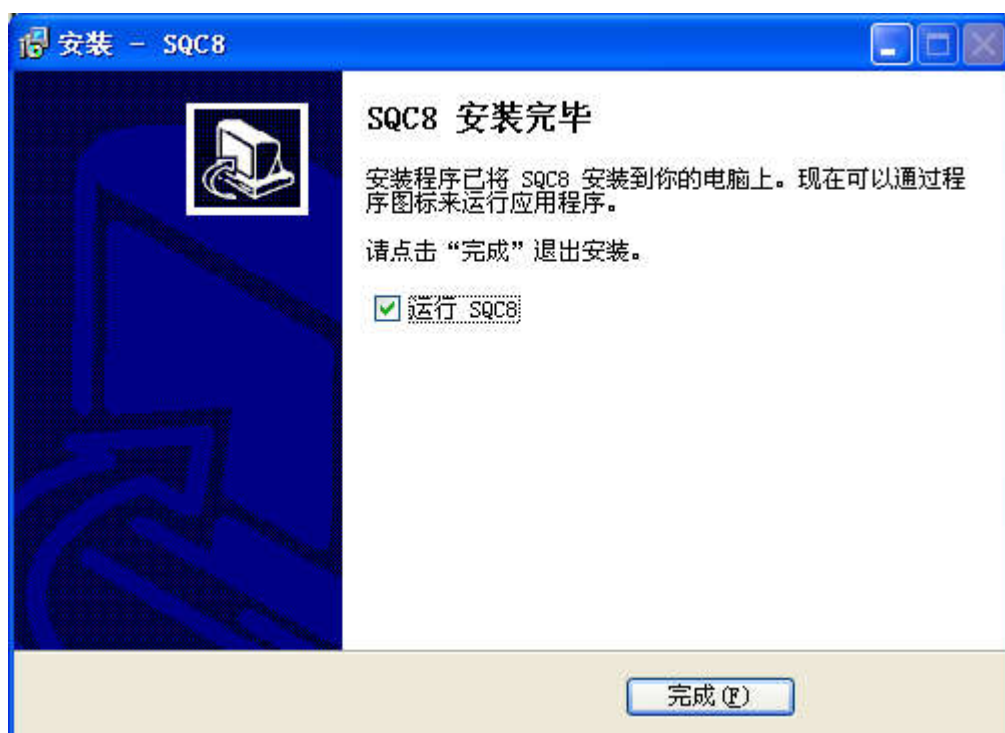 安装 - SQC8
SQC8 安装完毕
安装程序已将 SQC8 安装到你的电脑上。现在可以通过程
序图标来运行应用程序。
请点击“完成”退出安装。
运行 SQC8
完成(F)